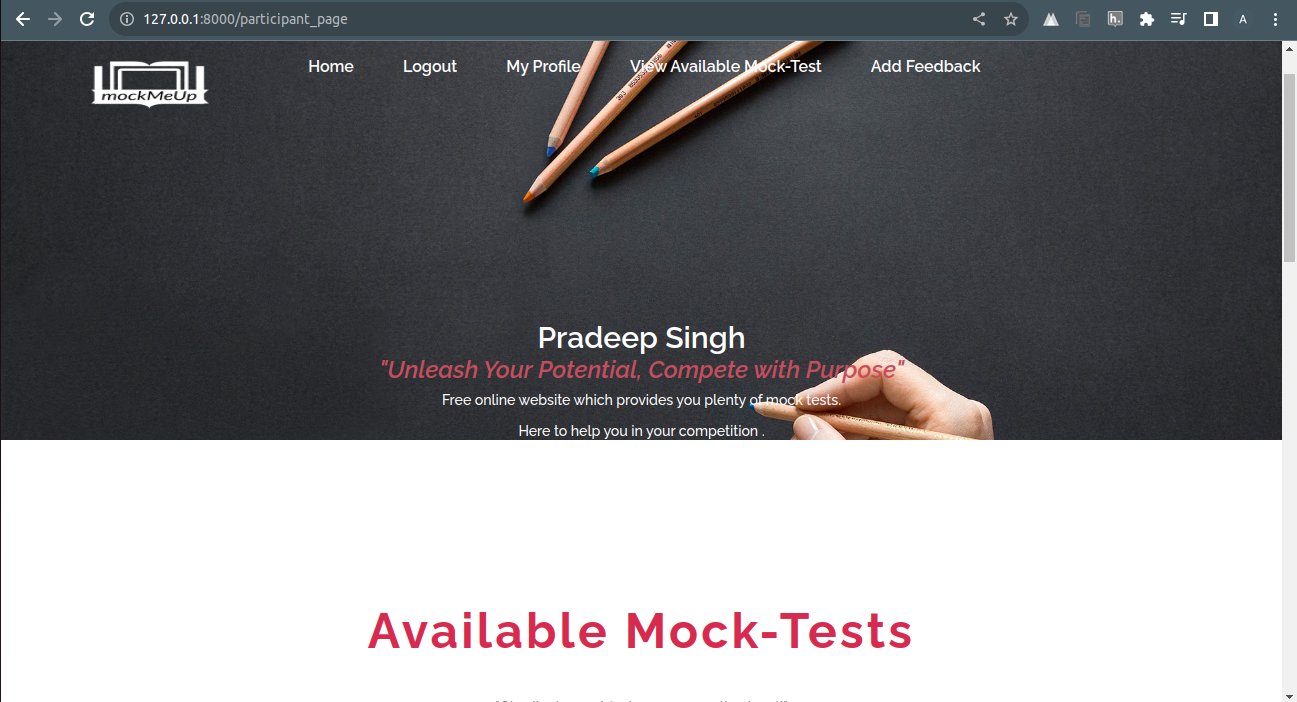 127.0.0.1:8000/participant_page
A
mockMeUp
Home Logout My Profile View Available Mock-Test Add Feedback
Pradeep Singh
"Unleash Your Potential, Compete with Purpose"
Free online website which provides you plenty of mock tests.
Here to help you in your competition .
Available Mock-Tests